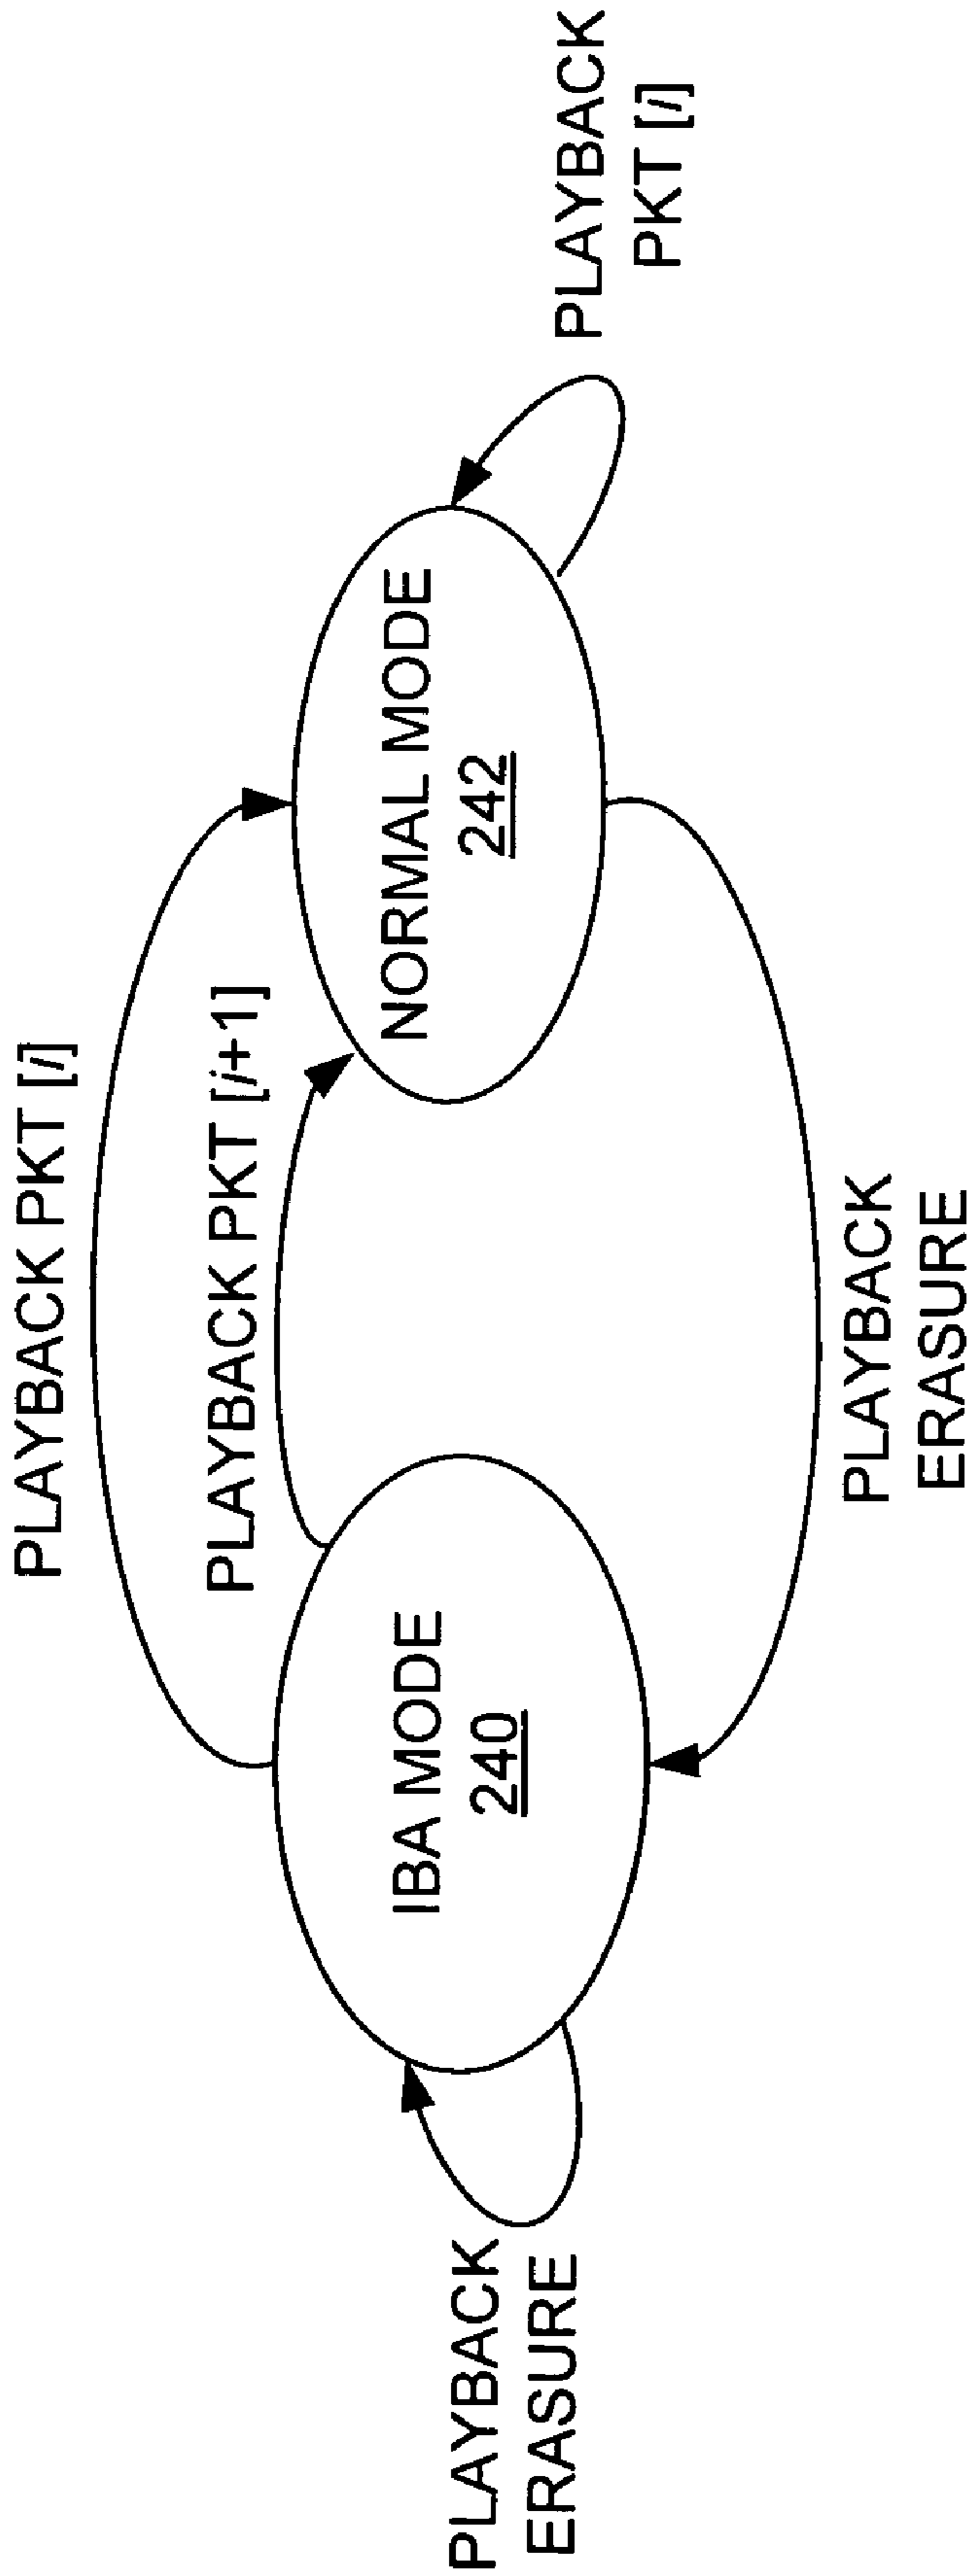 PLAYBACK PKT [i]
PLAYBACK PKT [i+1]
IBA MODE
240
NORMAL MODE
242
PLAYBACK
ERASURE
PLAYBACK
PKT [i]
PLAYBACK
ERASURE